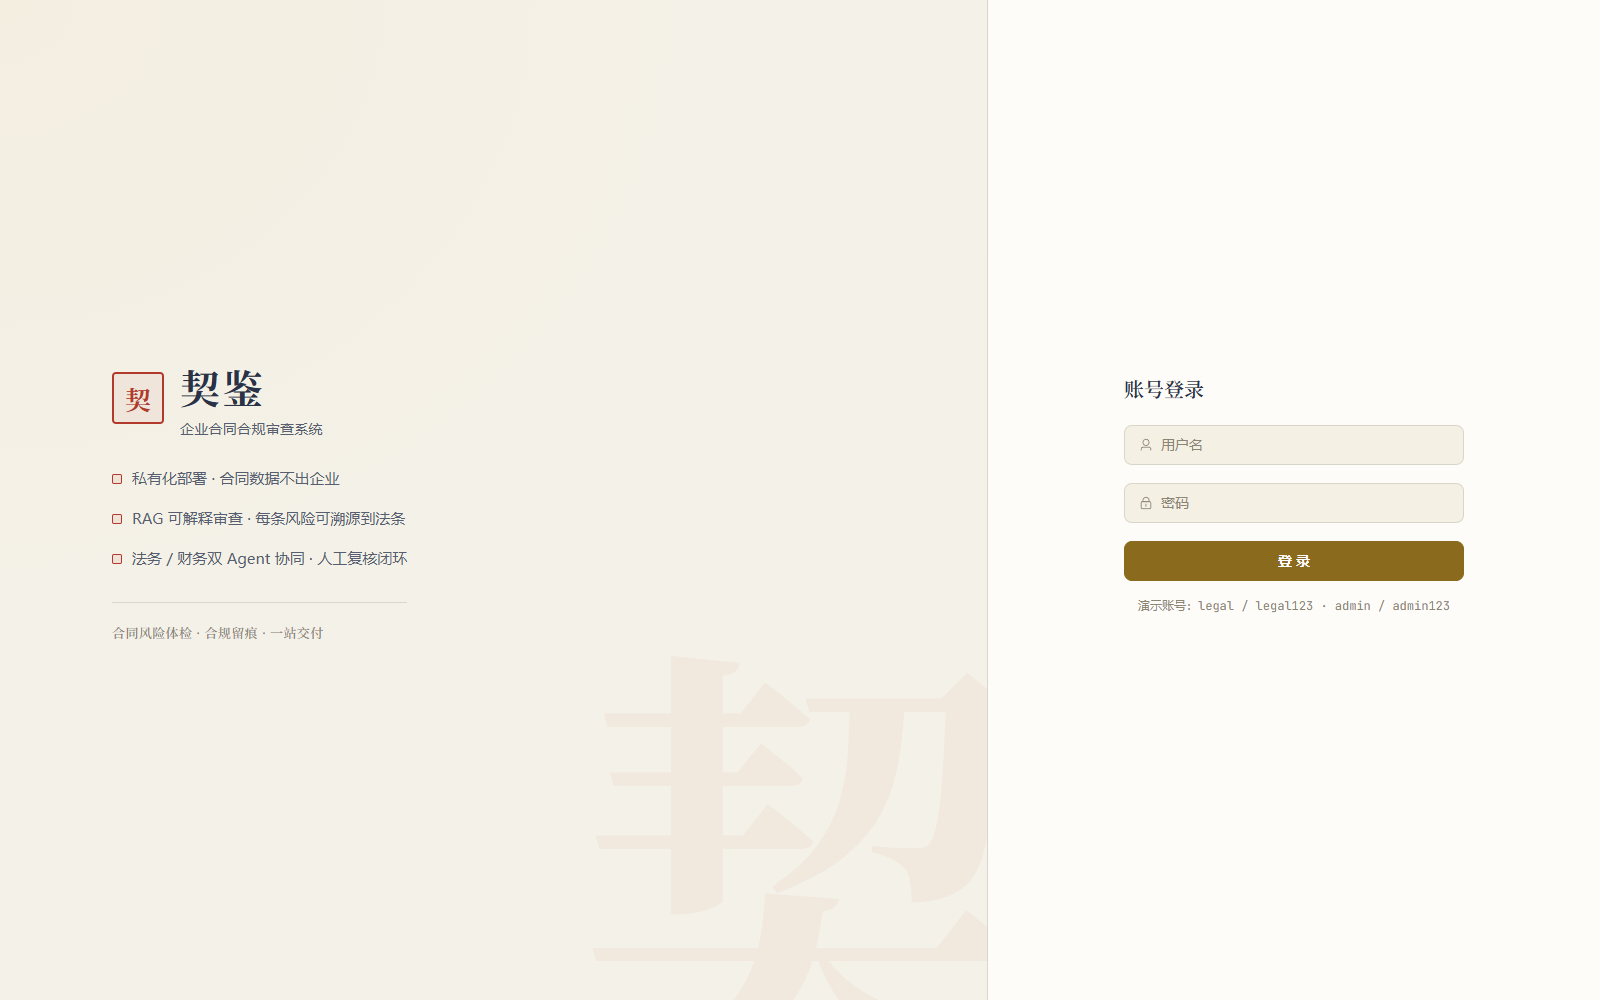 契
契鉴
企业合同合规审查系统
私有化部署 · 合同数据不出企业
RAG 可解释审查 · 每条风险可溯源到法条
法务 / 财务双 Agent 协同 · 人工复核闭环
合同风险体检 · 合规留痕 · 一站交付
契
账号登录
用户名
密码
登 录
演示账号: legal / legal123 · admin / admin123